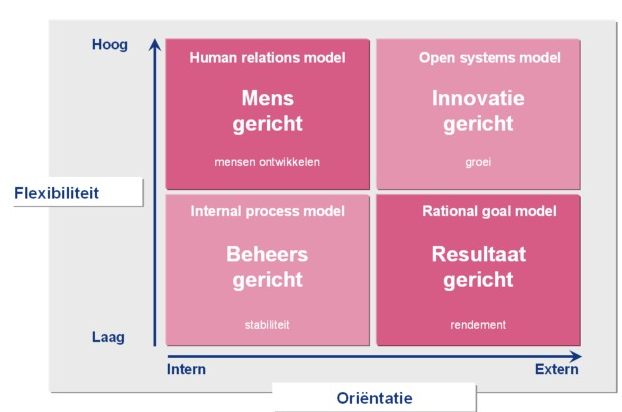 Hoog
Human relations model
Mens
gericht
mensen ontwikkelen
Open systems model
Innovatie
gericht
groei
Flexibiliteit
Internal process model
Beheers
gericht
stabiliteit
Rational goal model
Resultaat
gericht
rendement
Laag
Intern
Extern
Oriëntatie